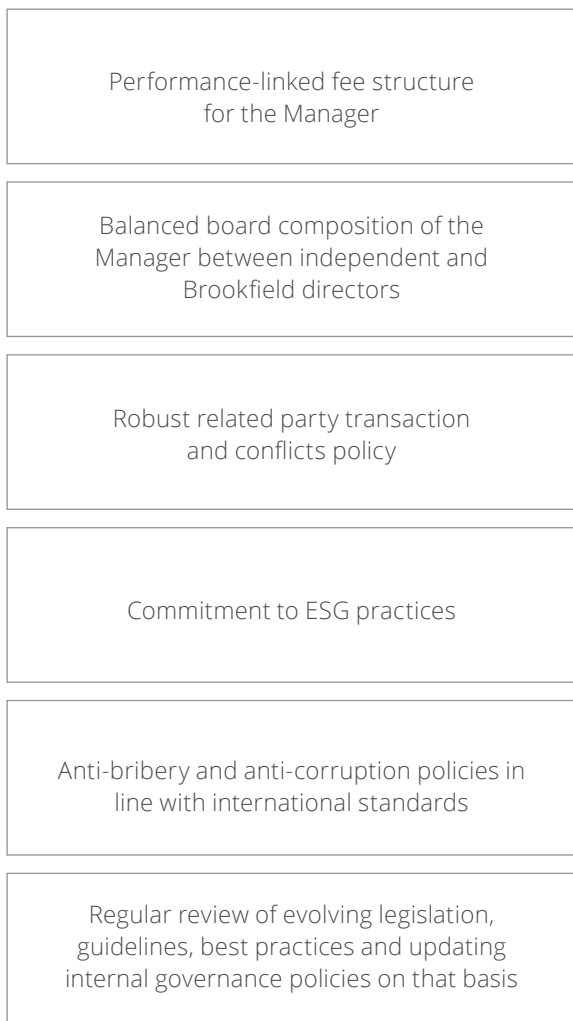 Performance-linked fee structure
for the Manager
Balanced board composition of the
Manager between independent and
Brookfield directors
Robust related party transaction
and conflicts policy
Commitment to ESG practices
Anti-bribery and anti-corruption policies in
line with international standards
Regular review of evolving legislation,
guidelines, best practices and updating
internal governance policies on that basis